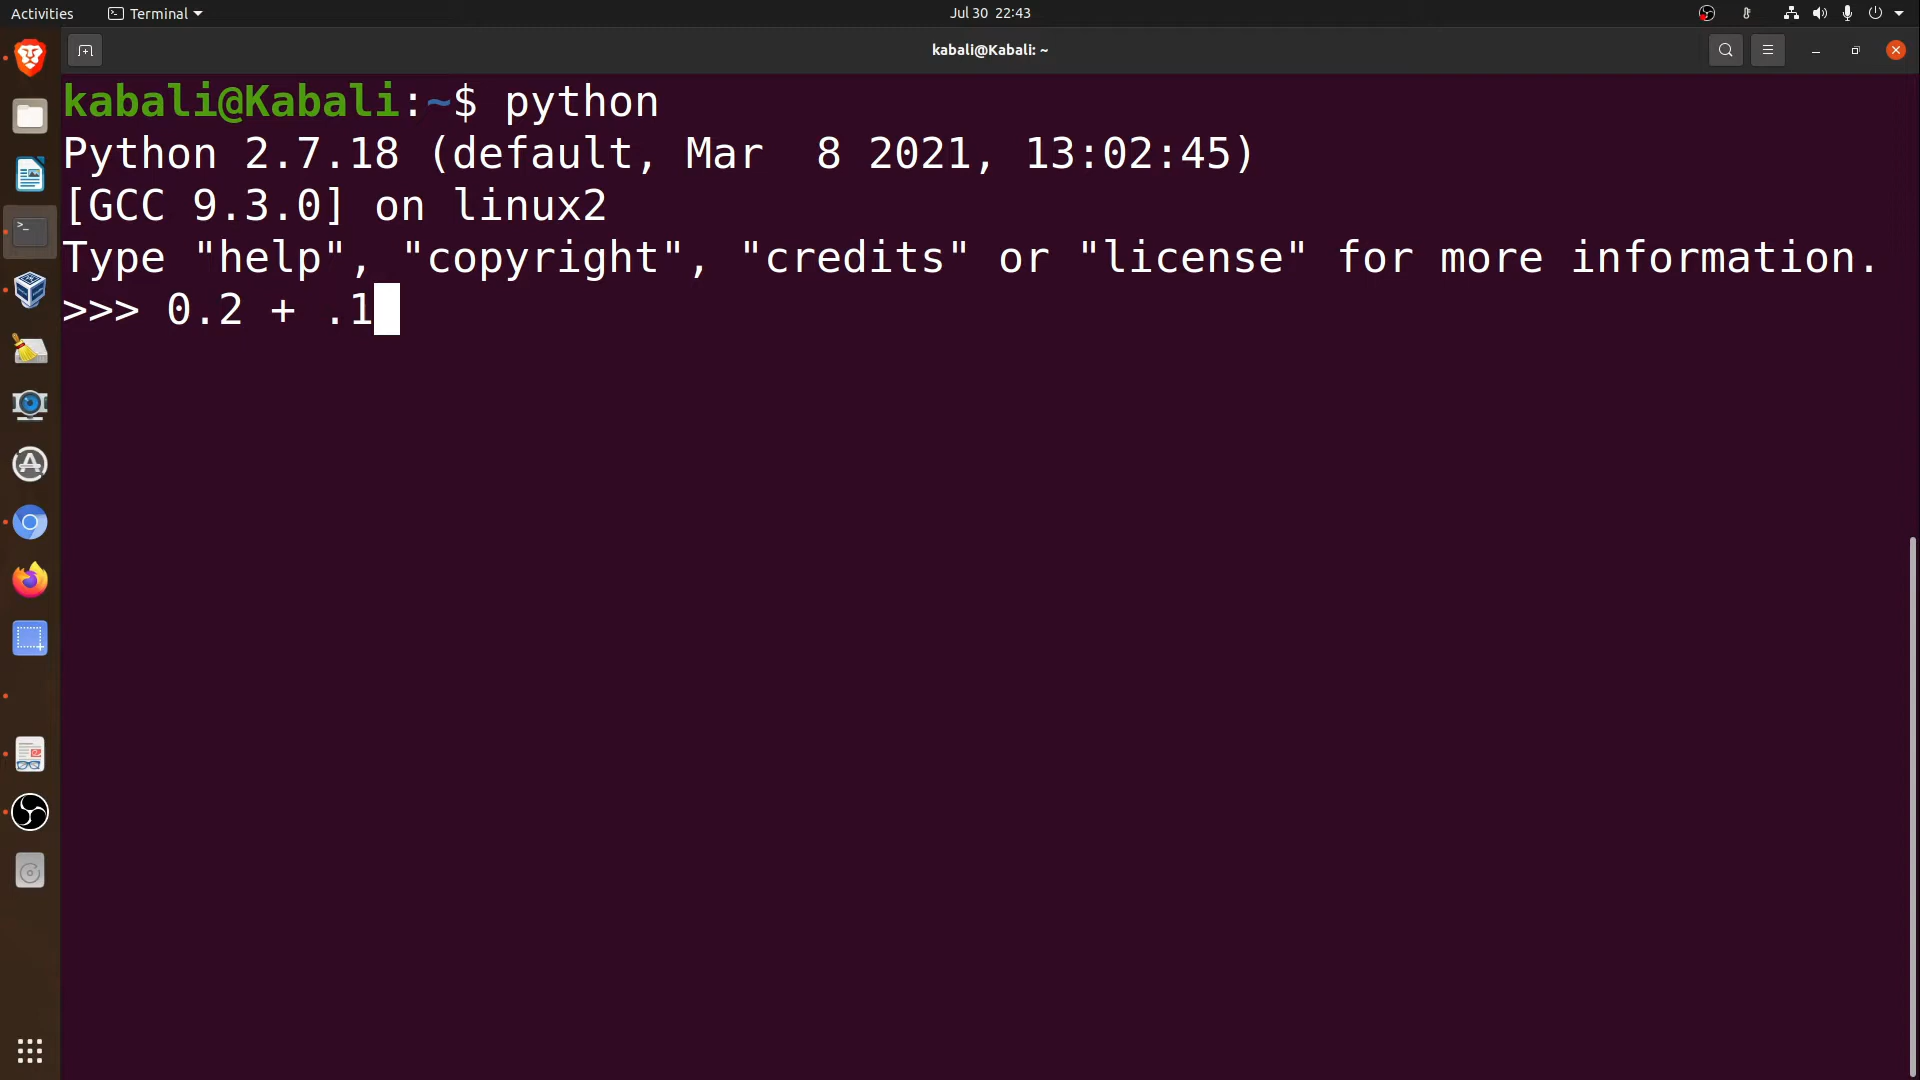 Activities Terminal Jul 30 22:43
kabali@Kabali: ~
kabali@Kabali:~$ python
Python 2.7.18 (default, Mar  8 2021, 13:02:45)
[GCC 9.3.0] on linux2
Type "help", "copyright", "credits" or "license" for more information.
>>> 0.2 + .1